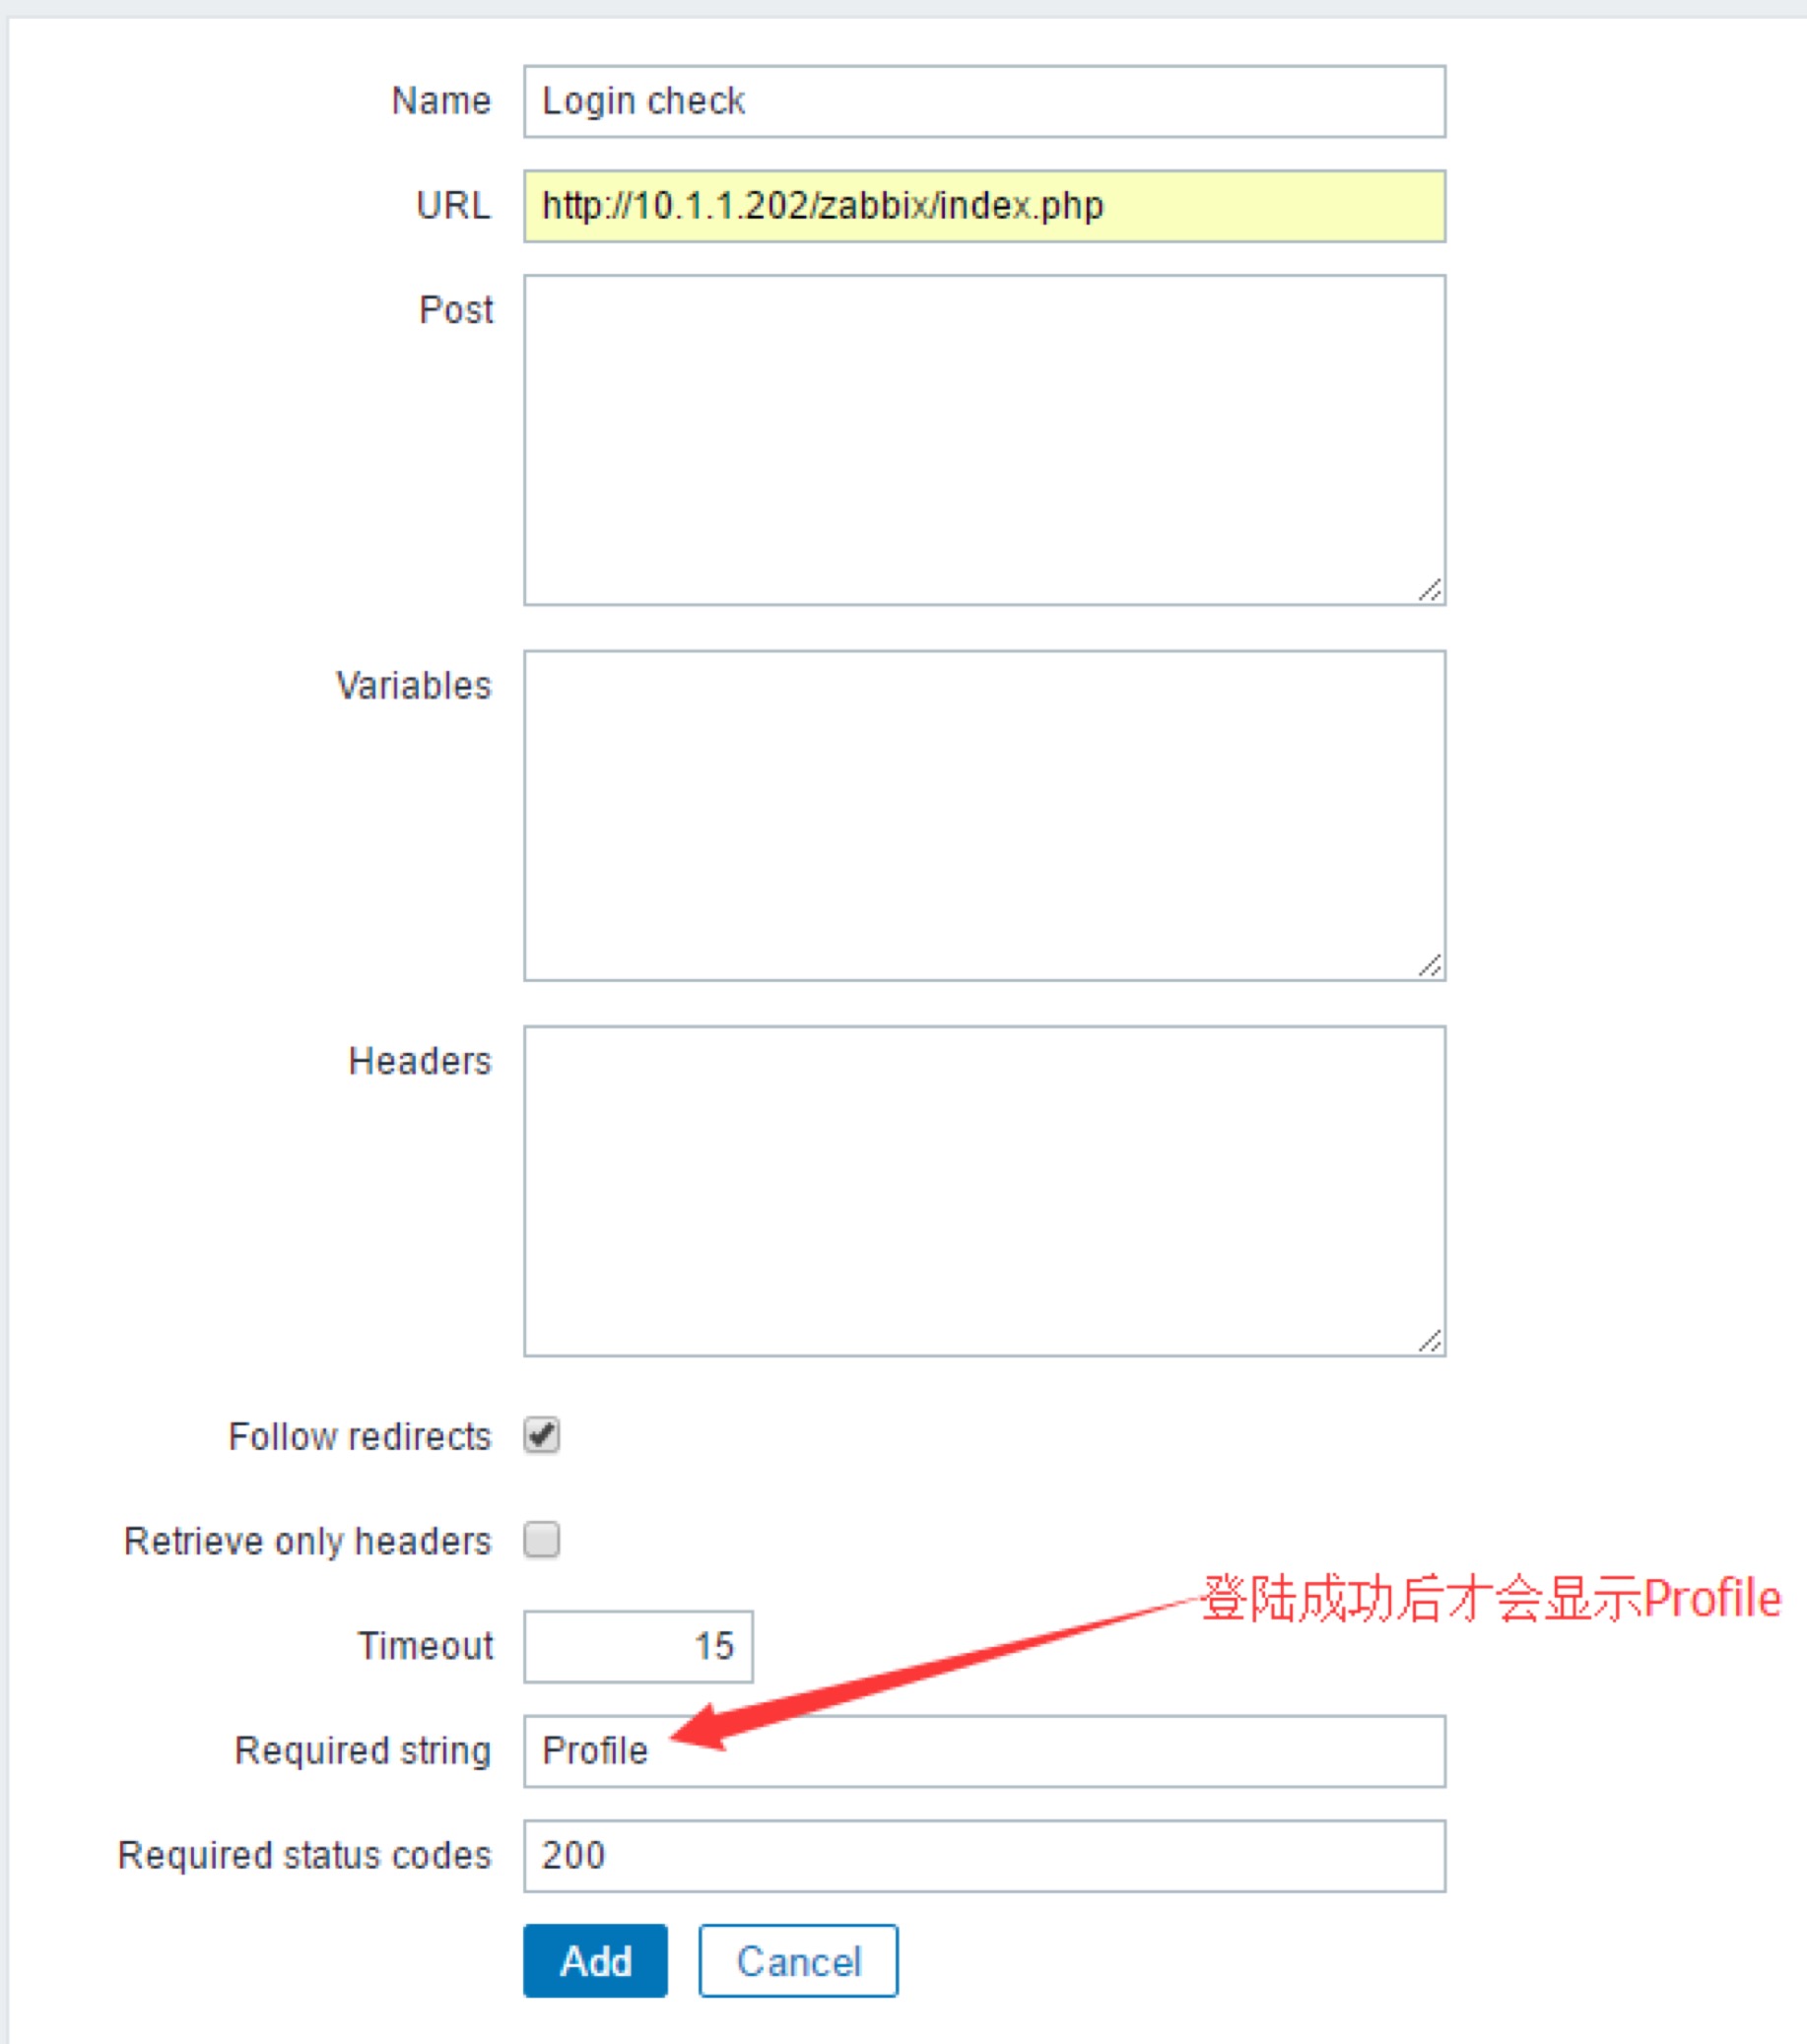 Name Login check
URL http://10.1.1.202/zabbix/index.php
Post
Variables
Headers
Follow redirects
Retrieve only headers
登陆成功后才会显示Profile
Timeout 15
Required string Profile
Required status codes 200
Add Cancel